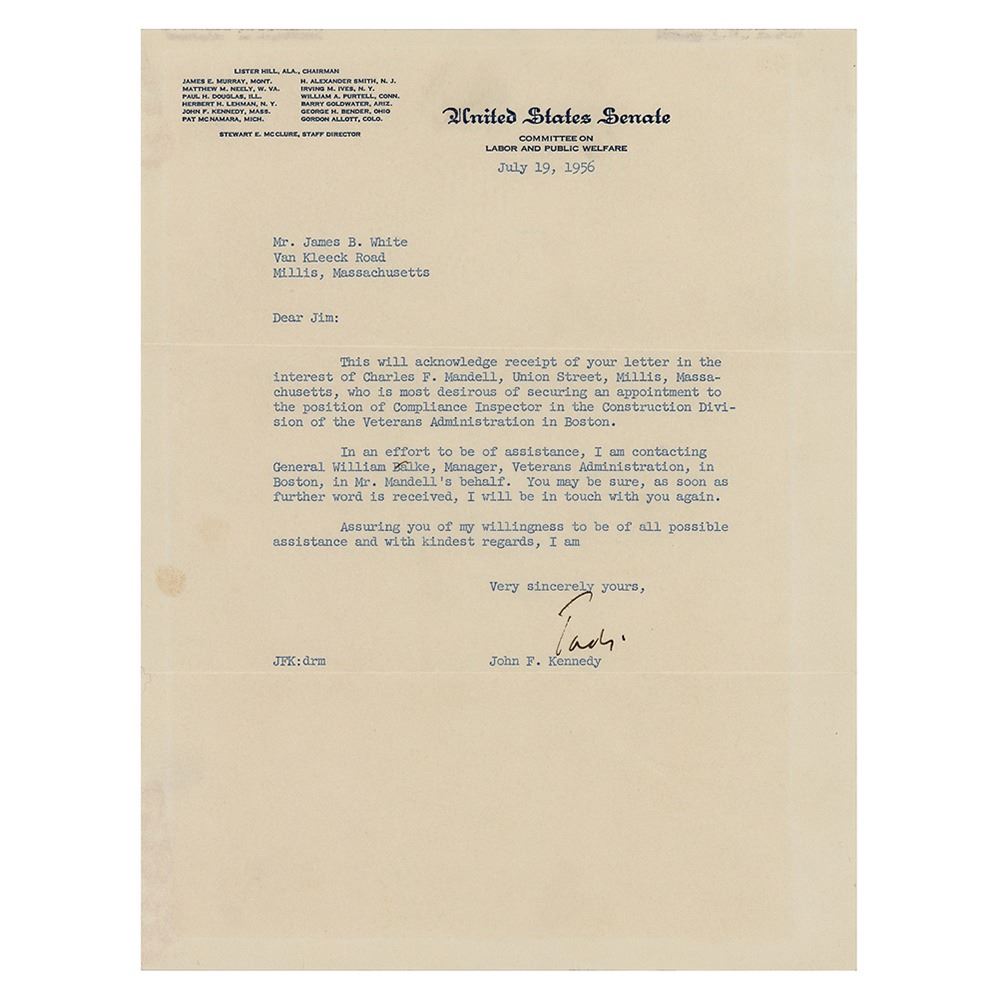 LISTER HILL, ALA., CHAIRMAN
JAMES E. MURRAY, MONT. H. ALEXANDER SMITH, N. J.
MATTHEW M. NEELY, W. VA. IRVING M. IVES, N. Y.
PAUL H. DOUGLAS, ILL. WILLIAM A. PURTELL, CONN.
HERBERT H. LEHMAN, N. Y. BARRY GOLDWATER, ARIZ.
JOHN F. KENNEDY, MASS. GEORGE H. BENDER, OHIO
PAT MC NAMARA, MICH. GORDON ALLOTT, COLO.
STEWART E. MCCLURE, STAFF DIRECTOR
United States Senate
COMMITTEE ON
LABOR AND PUBLIC WELFARE
July 19, 1956
Mr. James B. White
Van Kleeck Road
Millis, Massachusetts
Dear Jim:
This will acknowledge receipt of your letter in the
interest of Charles F. Mandell, Union Street, Millis, Massa-
chusetts, who is most desirous of securing an appointment to
the position of Compliance Inspector in the Construction Divi-
sion of the Veterans Administration in Boston.
In an effort to be of assistance, I am contacting
General William Blake, Manager, Veterans Administration, in
Boston, in Mr. Mandell's behalf. You may be sure, as soon as
further word is received, I will be in touch with you again.
Assuring you of my willingness to be of all possible
assistance and with kindest regards, I am
Very sincerely yours,
Jack
JFK:drm John F. Kennedy